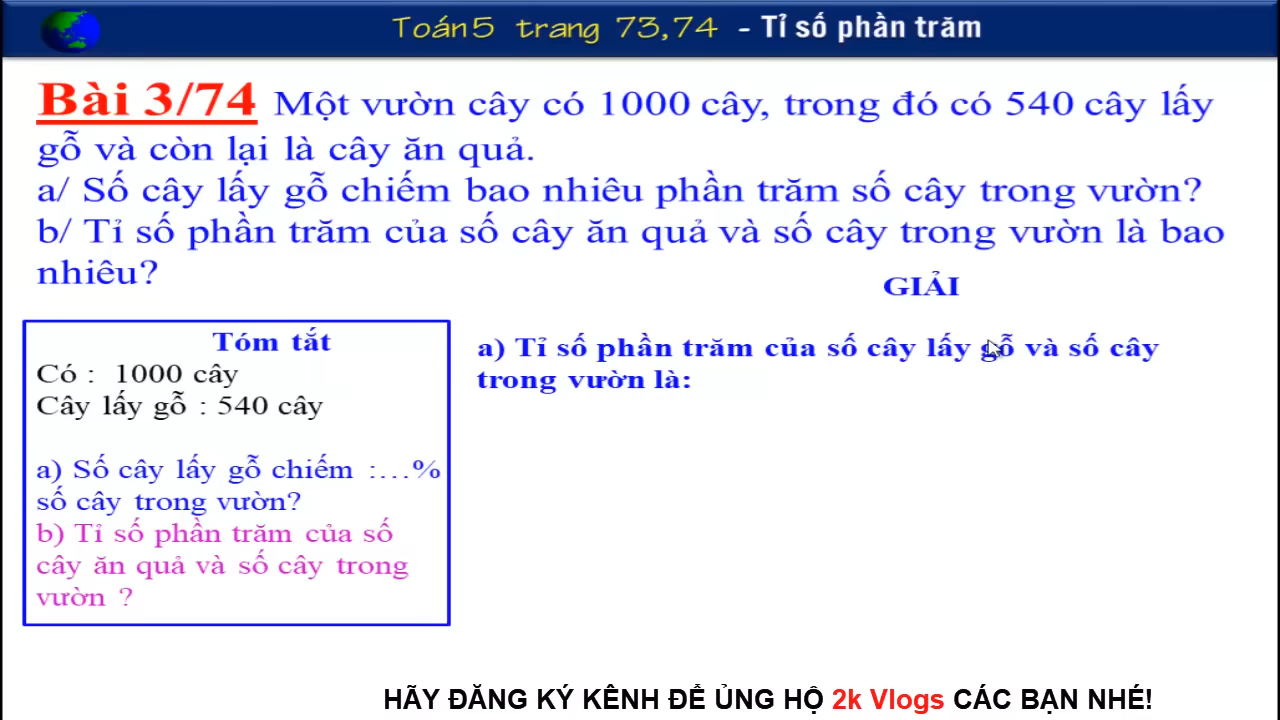 Toán5 trang 73,74 - Tỉ số phần trăm
Bài 3/74 Một vườn cây có 1000 cây, trong đó có 540 cây lấy
gỗ và còn lại là cây ăn quả.
a/ Số cây lấy gỗ chiếm bao nhiêu phần trăm số cây trong vườn?
b/ Tỉ số phần trăm của số cây ăn quả và số cây trong vườn là bao
nhiêu?
GIẢI
Tóm tắt
Có : 1000 cây
Cây lấy gỗ : 540 cây
a) Số cây lấy gỗ chiếm :...%
số cây trong vườn?
b) Tỉ số phần trăm của số
cây ăn quả và số cây trong
vườn ?
a) Tỉ số phần trăm của số cây lấy gỗ và số cây
trong vườn là:
HÃY ĐĂNG KÝ KÊNH ĐỂ ỦNG HỘ 2k Vlogs CÁC BẠN NHÉ!